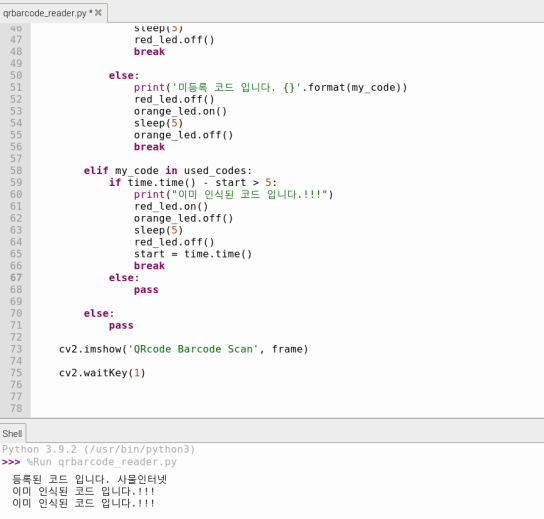 qrbarcode_reader.py * ✖
46 sleep(5)
47 red_led.off()
48 break
49
50 else:
51 print('미등록 코드 입니다. {}'.format(my_code))
52 red_led.off()
53 orange_led.on()
54 sleep(5)
55 orange_led.off()
56 break
57
58 elif my_code in used_codes:
59 if time.time() - start > 5:
60 print("이미 인식된 코드 입니다.!!!")
61 red_led.on()
62 orange_led.off()
63 sleep(5)
64 red_led.off()
65 start = time.time()
66 break
67 else:
68 pass
69
70 else:
71 pass
72
73 cv2.imshow('QRcode Barcode Scan', frame)
74
75 cv2.waitKey(1)
76
77
78
Shell
Python 3.9.2 (/usr/bin/python3)
>>> %Run qrbarcode_reader.py
등록된 코드 입니다. 사물인터넷
이미 인식된 코드 입니다.!!!
이미 인식된 코드 입니다.!!!